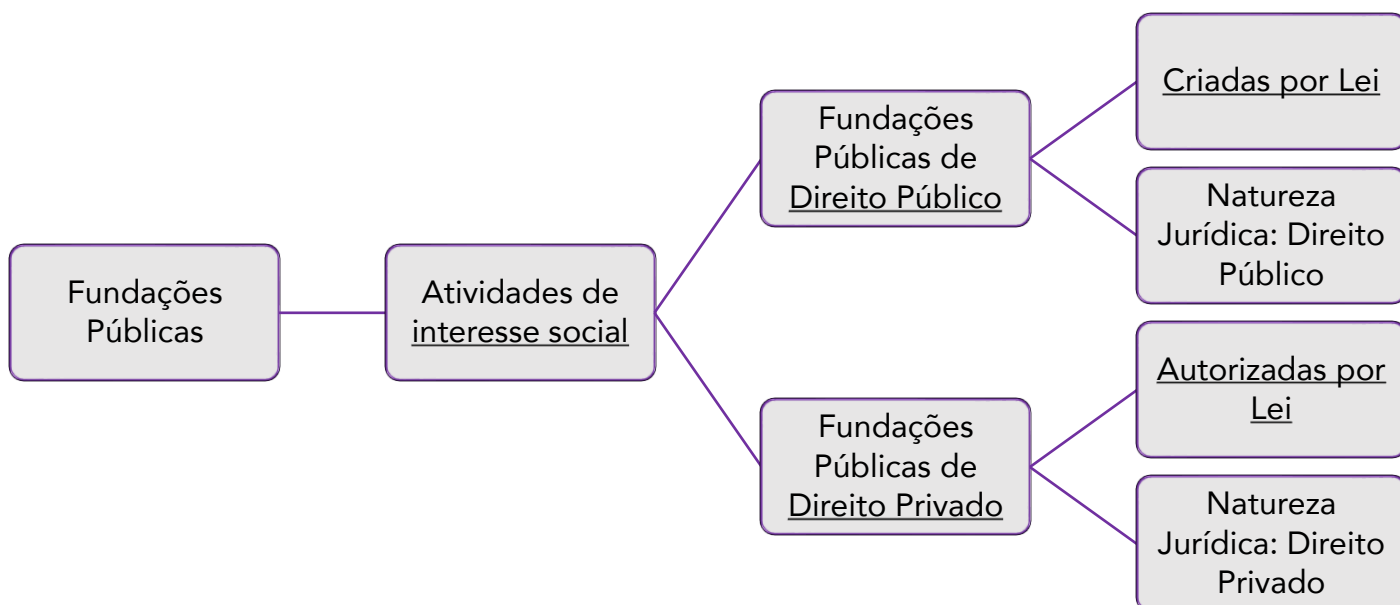 Fundações
Públicas
Atividades de
interesse social
Fundações
Públicas de
Direito Público
Criadas por Lei
Natureza
Jurídica: Direito
Público
Fundações
Públicas de
Direito Privado
Autorizadas por
Lei
Natureza
Jurídica: Direito
Privado